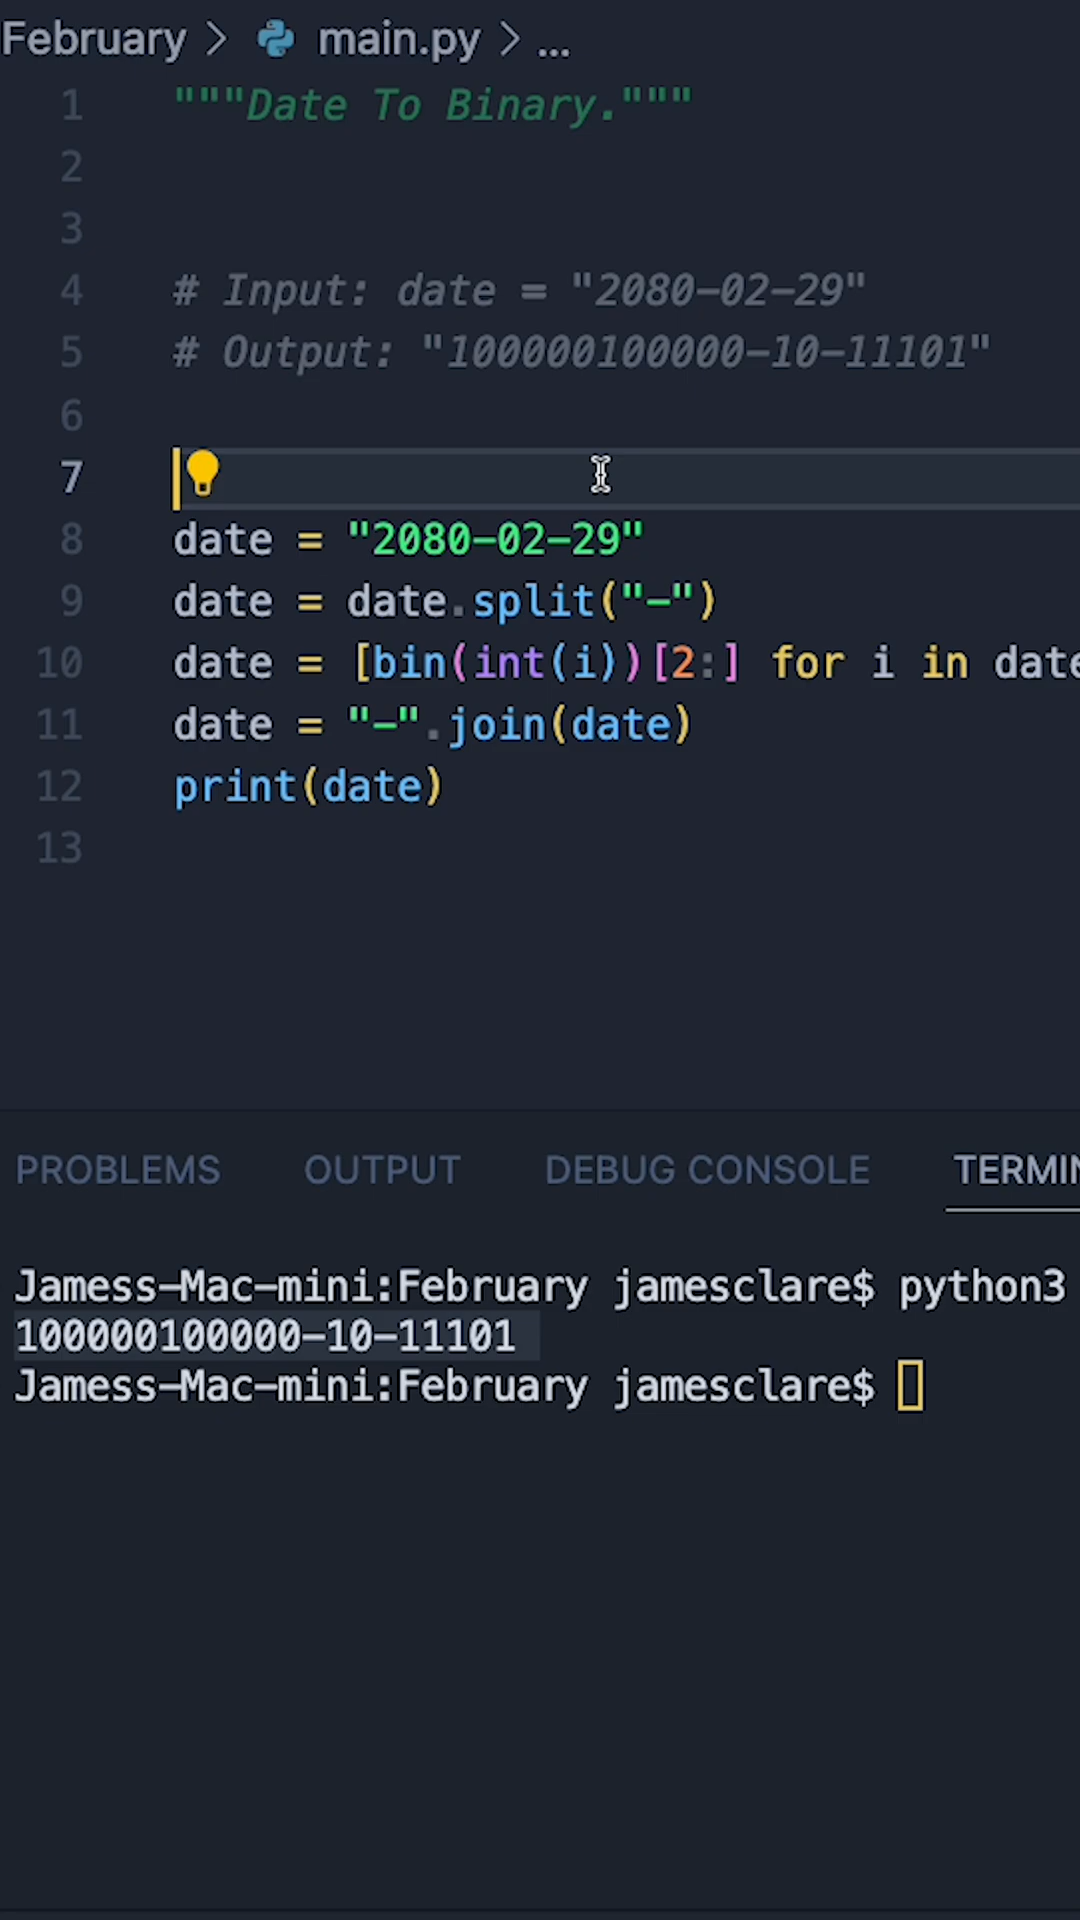 February > main.py > ...
1 """Date To Binary."""
2
3
4 # Input: date = "2080-02-29"
5 # Output: "100000100000-10-11101"
6
7
8 date = "2080-02-29"
9 date = date.split("-")
10 date = [bin(int(i))[2:] for i in date
11 date = "-".join(date)
12 print(date)
13
PROBLEMS OUTPUT DEBUG CONSOLE TERMIN
Jamess-Mac-mini:February jamesclare$ python3
100000100000-10-11101
Jamess-Mac-mini:February jamesclare$